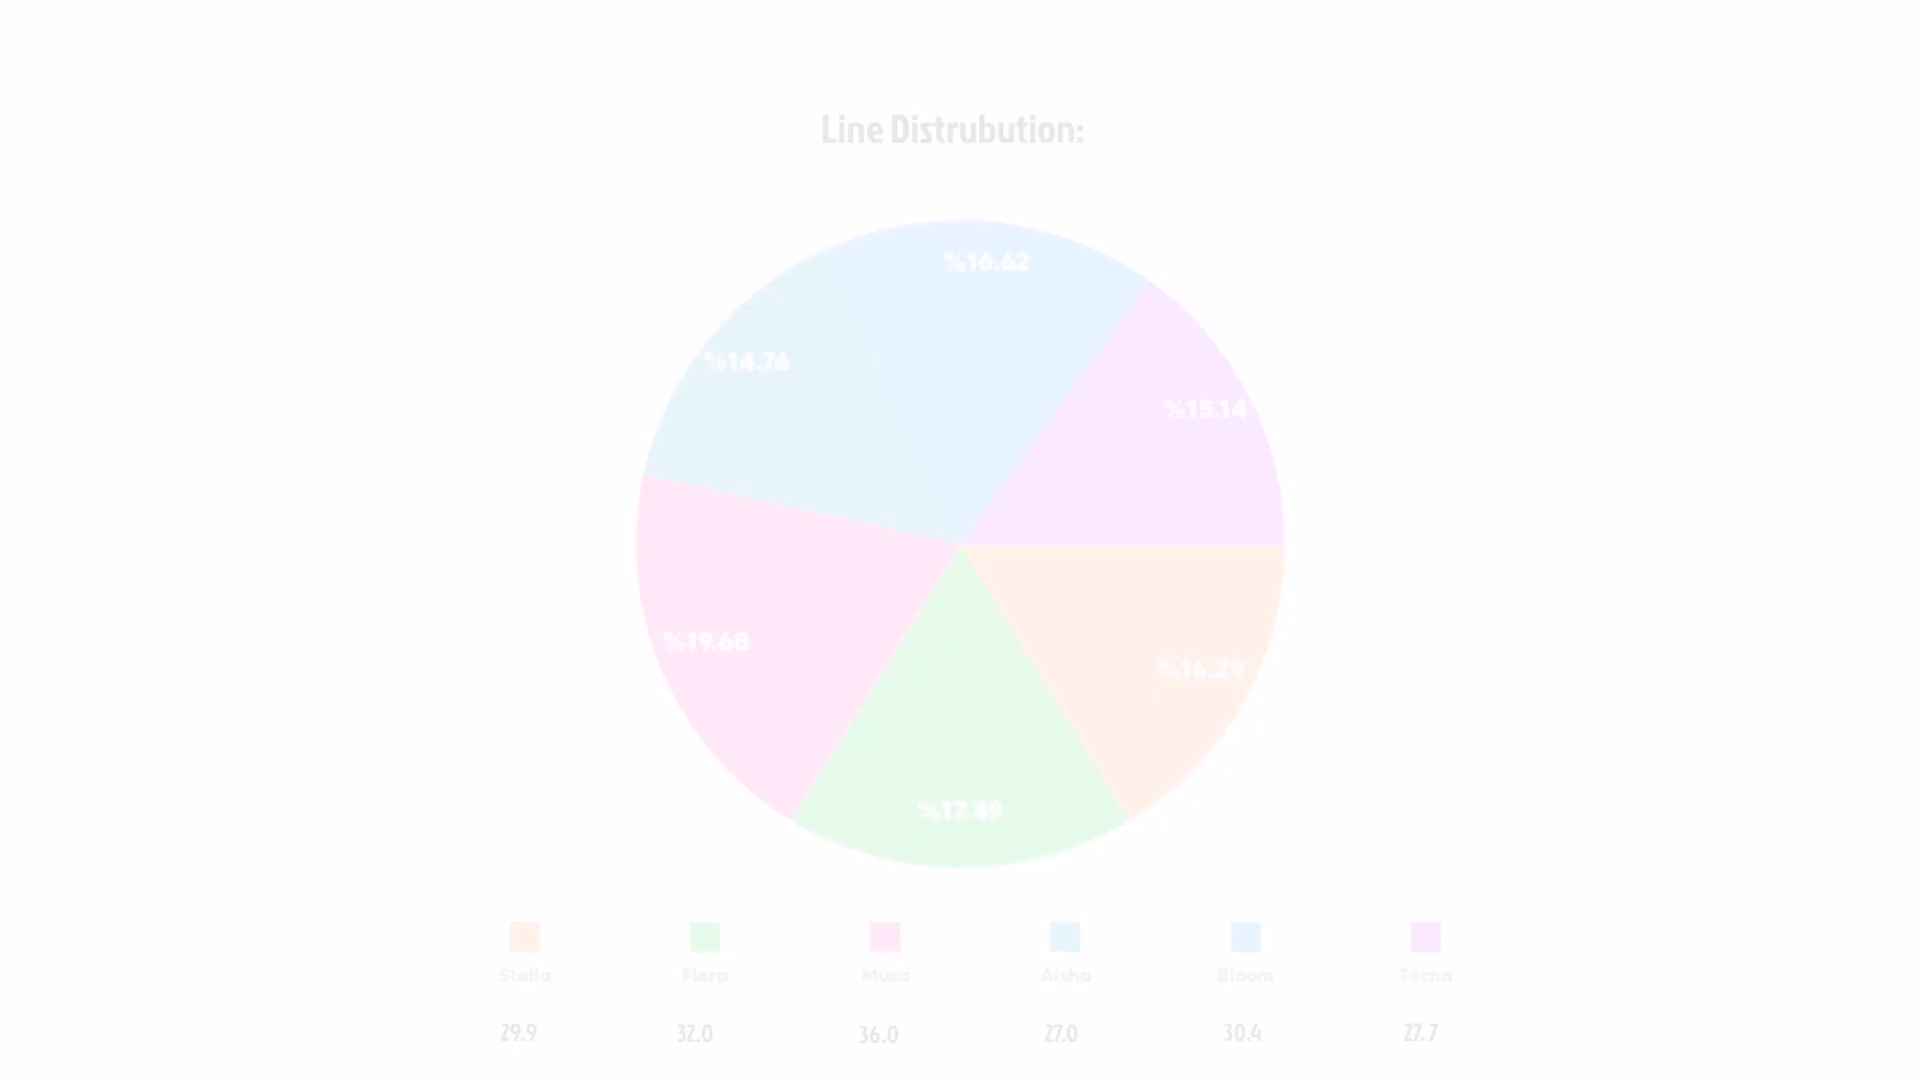 Line Distrubution:
%16.62
%14.76
%15.14
%19.68
%16.29
%17.49
Stella Flora Musa Aisha Bloom Tecna
29.9 32.0 36.0 27.0 30.4 27.7